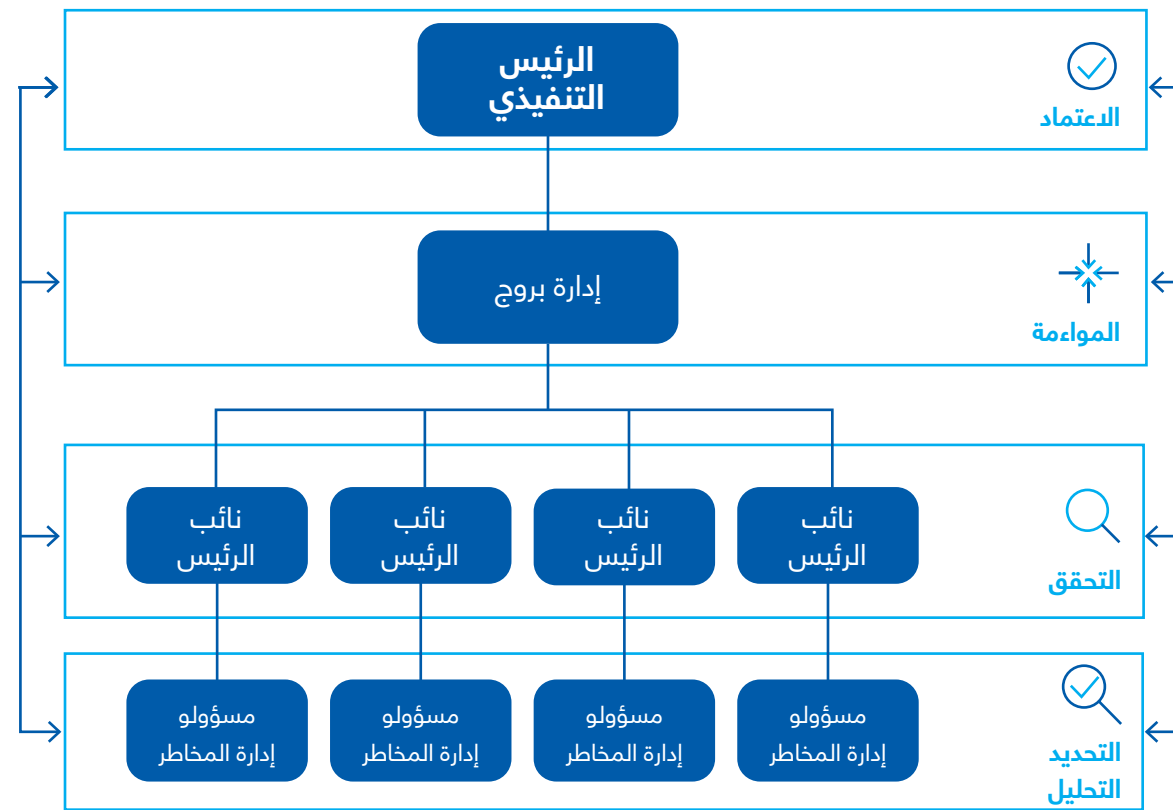 الرئيس
التنفيذي
الاعتماد
إدارة بروج
المواءمة
نائب
الرئيس
نائب
الرئيس
نائب
الرئيس
نائب
الرئيس
التحقق
مسؤولو
إدارة المخاطر
مسؤولو
إدارة المخاطر
مسؤولو
إدارة المخاطر
مسؤولو
إدارة المخاطر
التحديد
التحليل